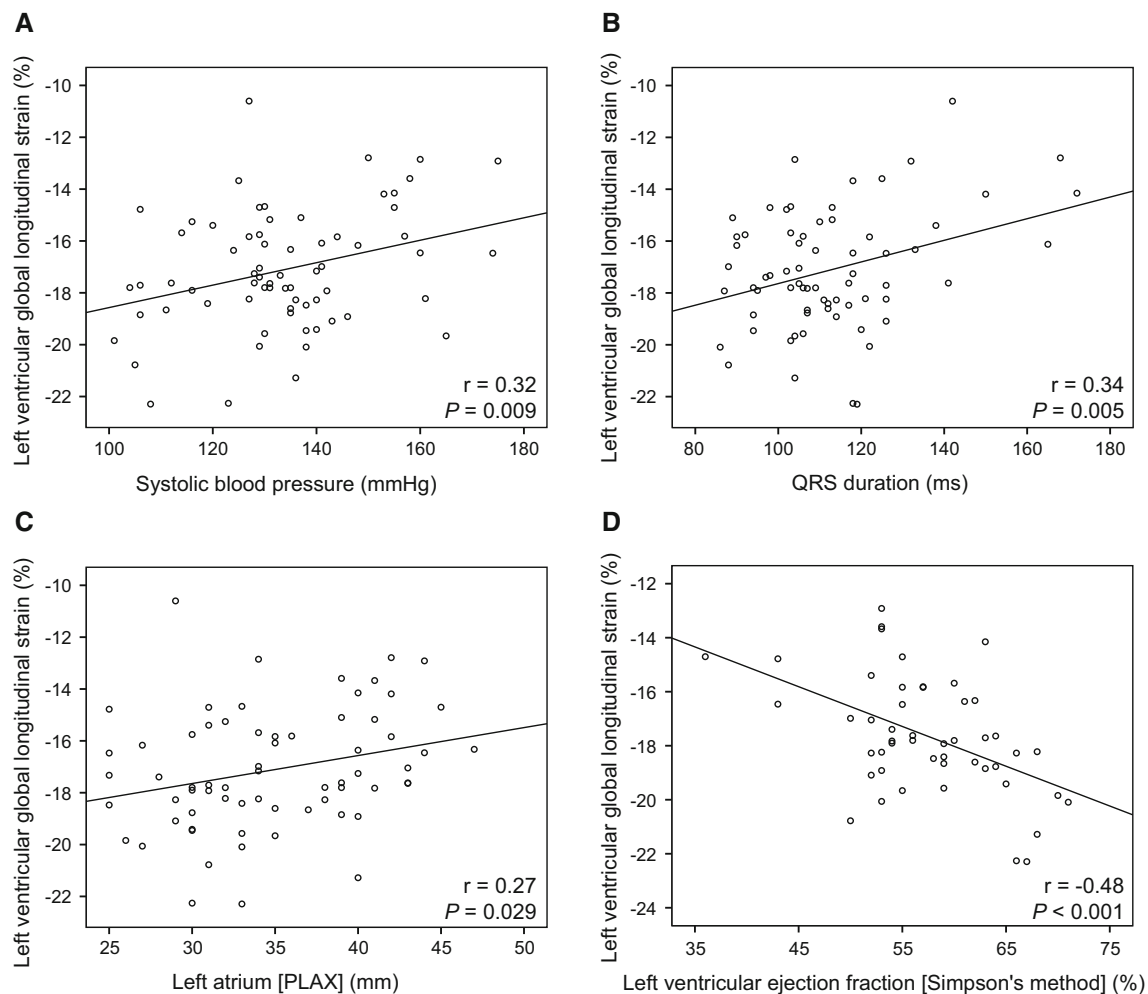 A
Left ventricular global longitudinal strain (%)
-10
-12
-14
-16
-18
-20
-22
r = 0.32
P = 0.009
100
120
140
160
180
Systolic blood pressure (mmHg)
B
Left ventricular global longitudinal strain (%)
-10
-12
-14
-16
-18
-20
-22
r = 0.34
P = 0.005
80
100
120
140
160
180
QRS duration (ms)
C
Left ventricular global longitudinal strain (%)
-10
-12
-14
-16
-18
-20
-22
r = 0.27
P = 0.029
25
30
35
40
45
50
Left atrium [PLAX] (mm)
D
Left ventricular global longitudinal strain (%)
-12
-14
-16
-18
-20
-22
-24
r = -0.48
P < 0.001
35
45
55
65
75
Left ventricular ejection fraction [Simpson's method] (%)